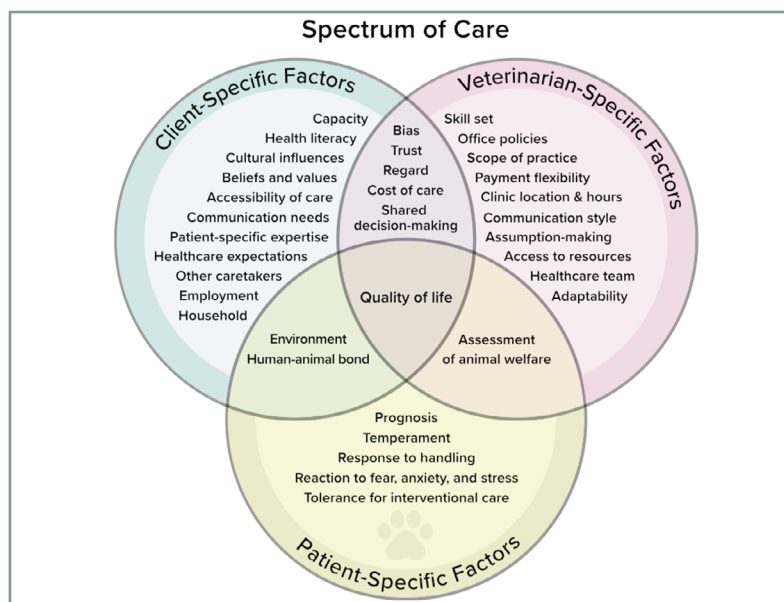 Spectrum of Care
Client-Specific Factors
Capacity
Health literacy
Cultural influences
Beliefs and values
Accessibility of care
Communication needs
Patient-specific expertise
Healthcare expectations
Other caretakers
Employment
Household
Bias
Trust
Regard
Cost of care
Shared
decision-making
Veterinarian-Specific Factors
Skill set
Office policies
Scope of practice
Payment flexibility
Clinic location & hours
Communication style
Assumption-making
Access to resources
Healthcare team
Adaptability
Quality of life
Environment
Human-animal bond
Assessment
of animal welfare
Prognosis
Temperament
Response to handling
Reaction to fear, anxiety, and stress
Tolerance for interventional care
Patient-Specific Factors